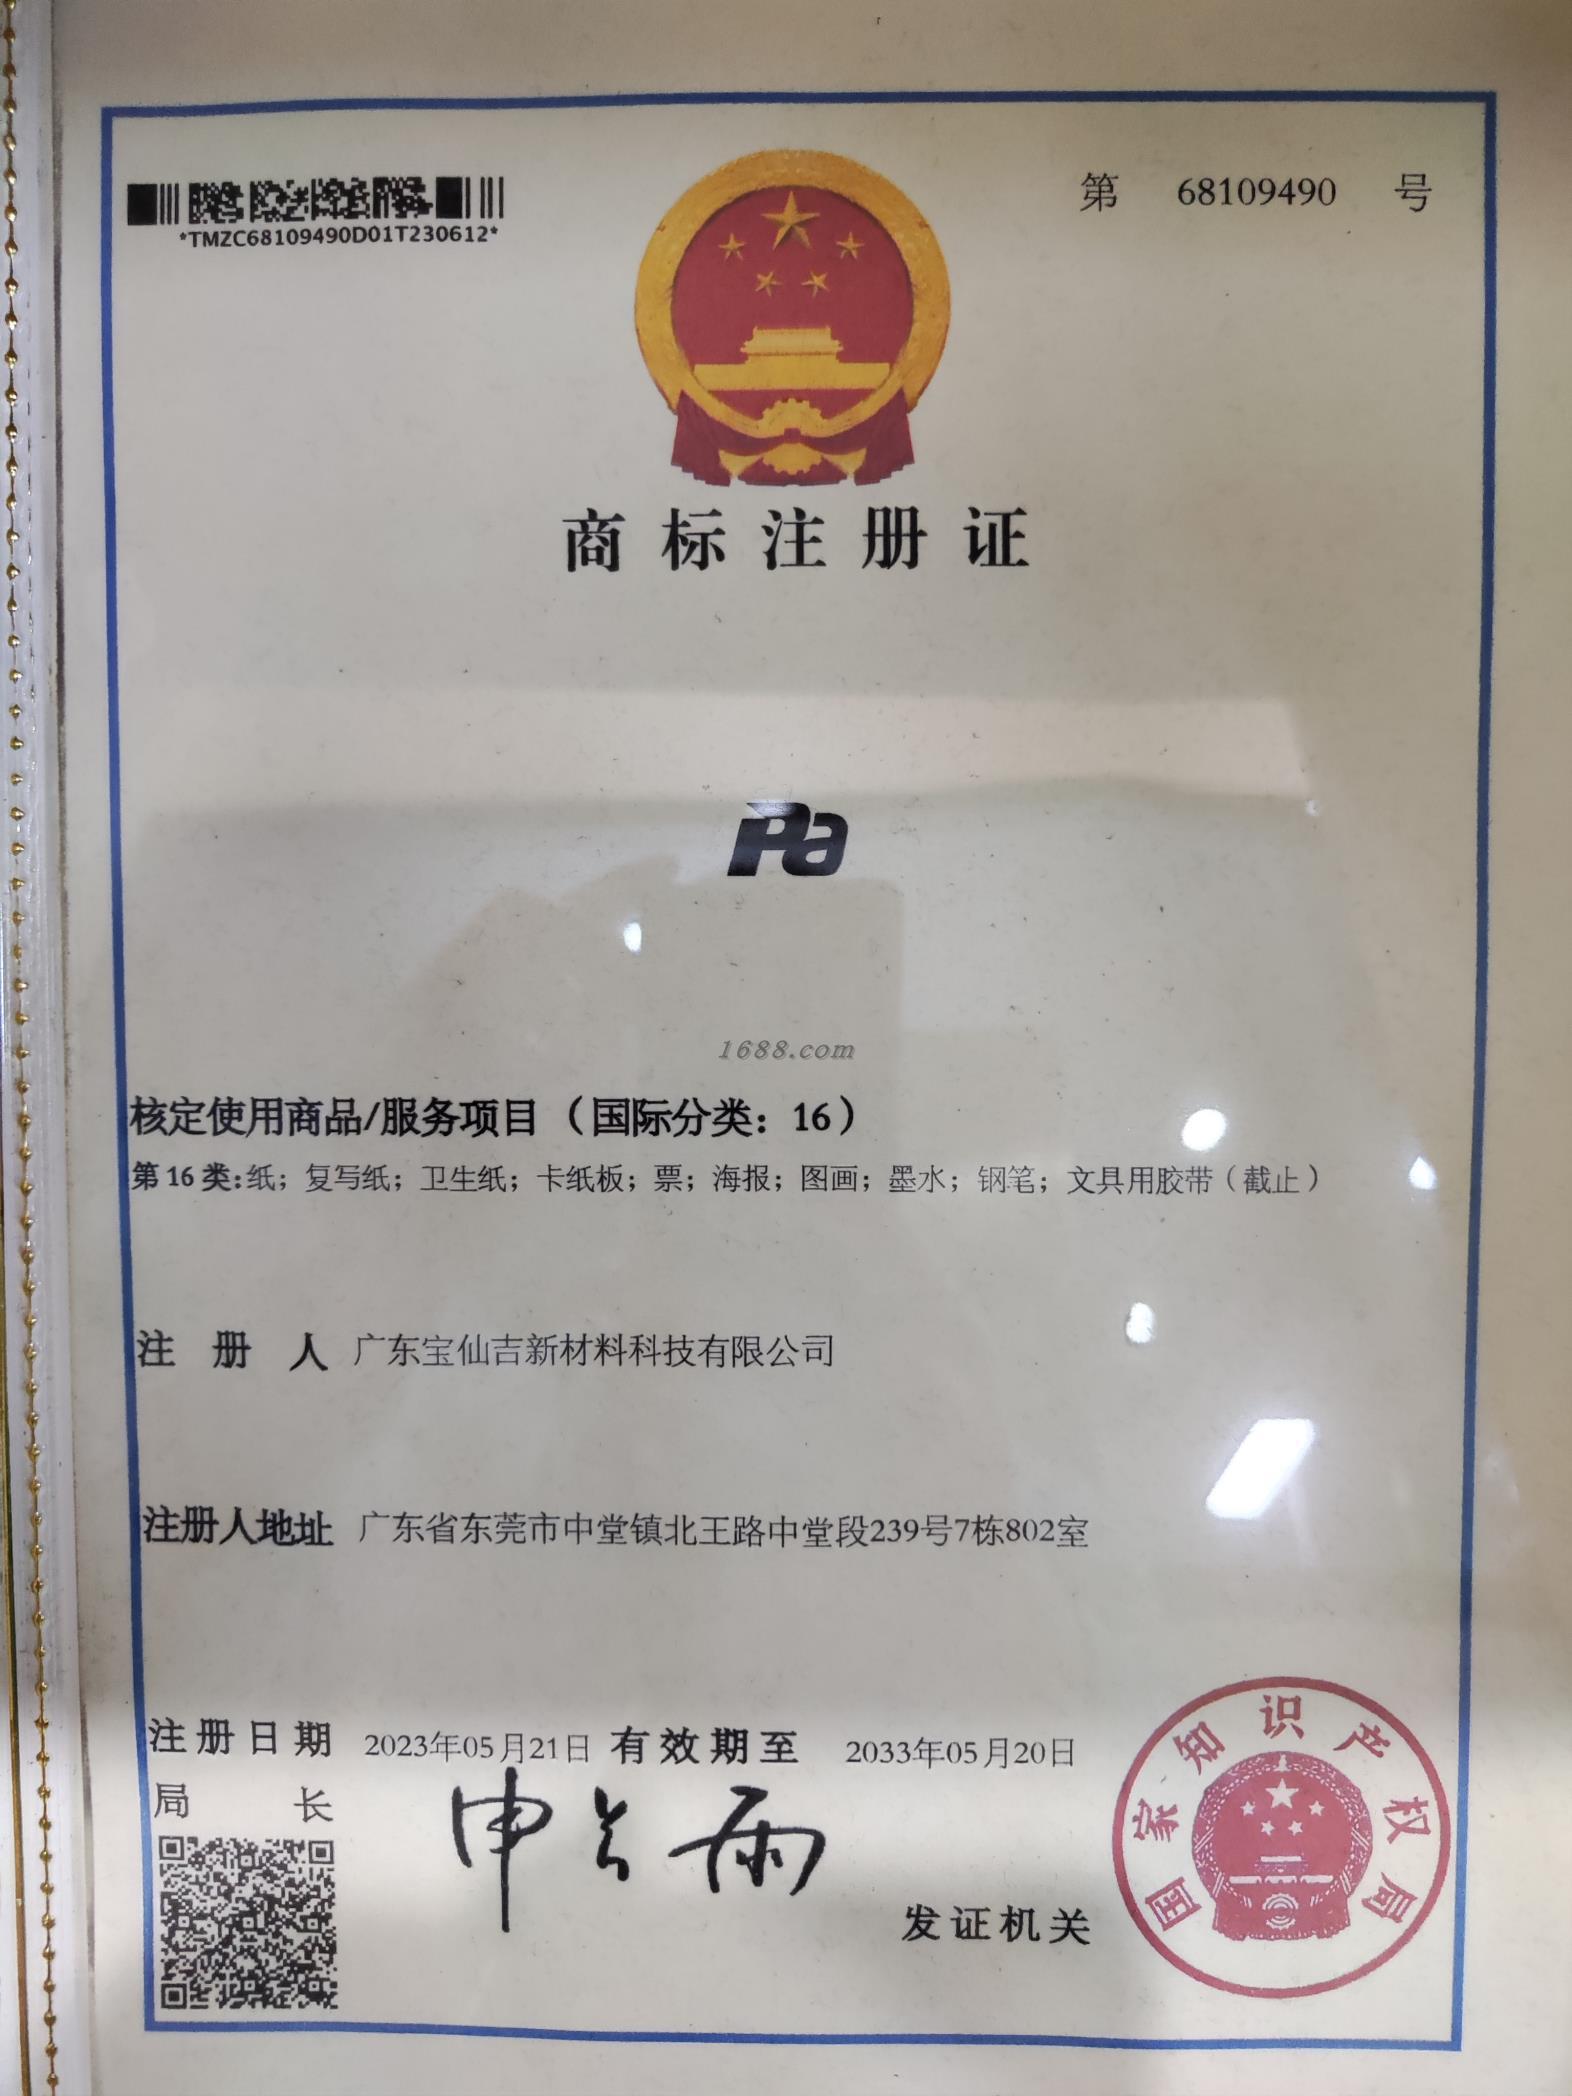 第 68109490 号
*TMZC68109490D01T230612*
商标注册证
Pa
1688.com
核定使用商品/服务项目（国际分类：16）
第16类:纸；复写纸；卫生纸；卡纸板；票；海报；图画；墨水；钢笔；文具用胶带（截止）
注册人 广东宝仙吉新材料科技有限公司
注册人地址 广东省东莞市中堂镇北王路中堂段239号7栋802室
注册日期 2023年05月21日 有效期至 2033年05月20日
局长 申长雨
发证机关
国家知识产权局